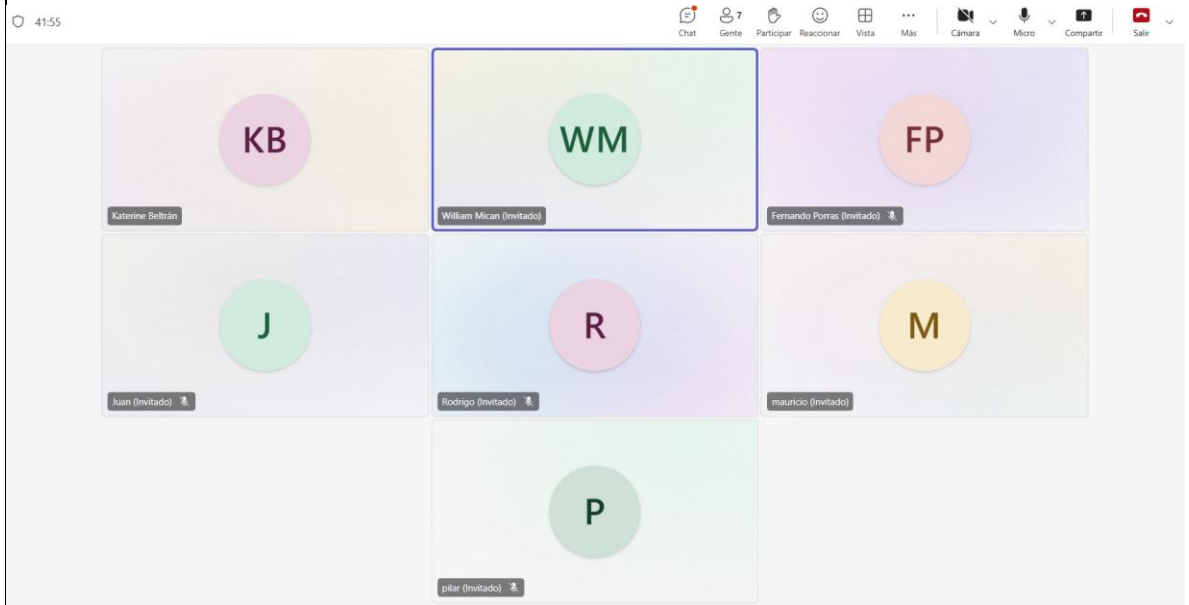 41:55
7
Chat Gente Participar Reaccionar Vista Más Cámara Micro Compartir Salir
KB WM FP
Katerine Beltrán William Mican (Invitado) Fernando Porras (Invitado)
J R M
Juan (Invitado) Rodrigo (Invitado) mauricio (Invitado)
P
pilar (Invitado)